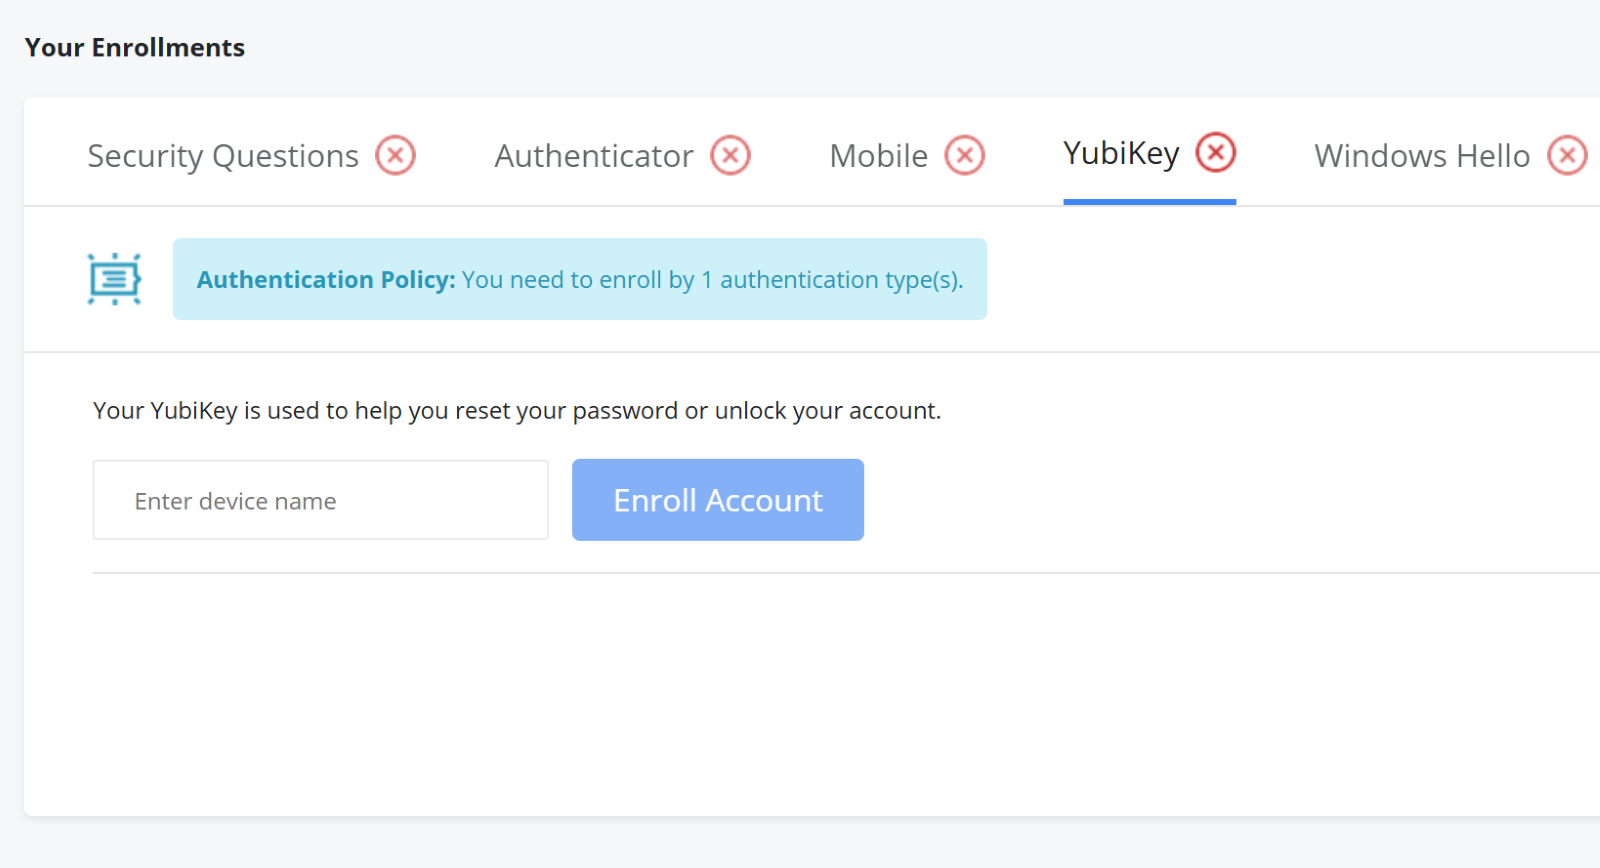 Your Enrollments
Security Questions Authenticator Mobile YubiKey Windows Hello
Authentication Policy: You need to enroll by 1 authentication type(s).
Your YubiKey is used to help you reset your password or unlock your account.
Enter device name Enroll Account